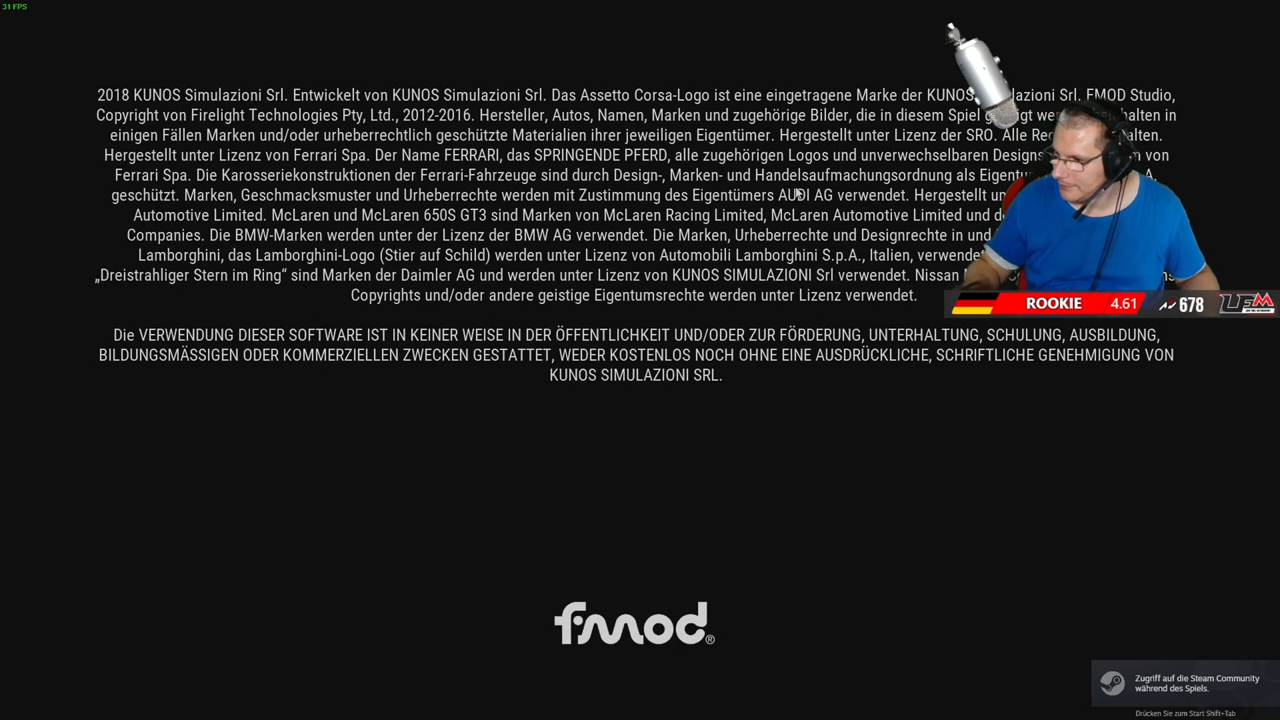 31 FPS
2018 KUNOS Simulazioni Srl. Entwickelt von KUNOS Simulazioni Srl. Das Assetto Corsa-Logo ist eine eingetragene Marke der KUNOS lazioni Srl. FMOD Studio,
Copyright von Firelight Technologies Pty, Ltd., 2012-2016. Hersteller, Autos, Namen, Marken und zugehörige Bilder, die in diesem Spiel halten in
einigen Fällen Marken und/oder urheberrechtlich geschützte Materialien ihrer jeweiligen Eigentümer. Hergestellt unter Lizenz der SRO. Alle halten.
Hergestellt unter Lizenz von Ferrari Spa. Der Name FERRARI, das SPRINGENDE PFERD, alle zugehörigen Logos und unverwechselbaren Designs von
Ferrari Spa. Die Karosseriekonstruktionen der Ferrari-Fahrzeuge sind durch Design-, Marken- und Handelsaufmachungsordnung als
geschützt. Marken, Geschmacksmuster und Urheberrechte werden mit Zustimmung des Eigentümers AUDI AG verwendet. Hergestellt
Automotive Limited. McLaren und McLaren 650S GT3 sind Marken von McLaren Racing Limited, McLaren Automotive Limited und
Companies. Die BMW-Marken werden unter der Lizenz der BMW AG verwendet. Die Marken, Urheberrechte und Designrechte in und
Lamborghini, das Lamborghini-Logo (Stier auf Schild) werden unter Lizenz von Automobili Lamborghini S.p.A., Italien,
„Dreistrahliger Stern im Ring“ sind Marken der Daimler AG und werden unter Lizenz von KUNOS SIMULAZIONI Srl verwendet. Nissan
Copyrights und/oder andere geistige Eigentumsrechte werden unter Lizenz verwendet.
ROOKIE 4.61 678 LFM
Die VERWENDUNG DIESER SOFTWARE IST IN KEINER WEISE IN DER ÖFFENTLICHKEIT UND/ODER ZUR FÖRDERUNG, UNTERHALTUNG, SCHULUNG, AUSBILDUNG,
BILDUNGSMÄSSIGEN ODER KOMMERZIELLEN ZWECKEN GESTATTET, WEDER KOSTENLOS NOCH OHNE EINE AUSDRÜCKLICHE, SCHRIFTLICHE GENEHMIGUNG VON
KUNOS SIMULAZIONI SRL.
fmod®
Zugriff auf die Steam Community
während des Spiels.
Drücken Sie zum Start Shift+Tab